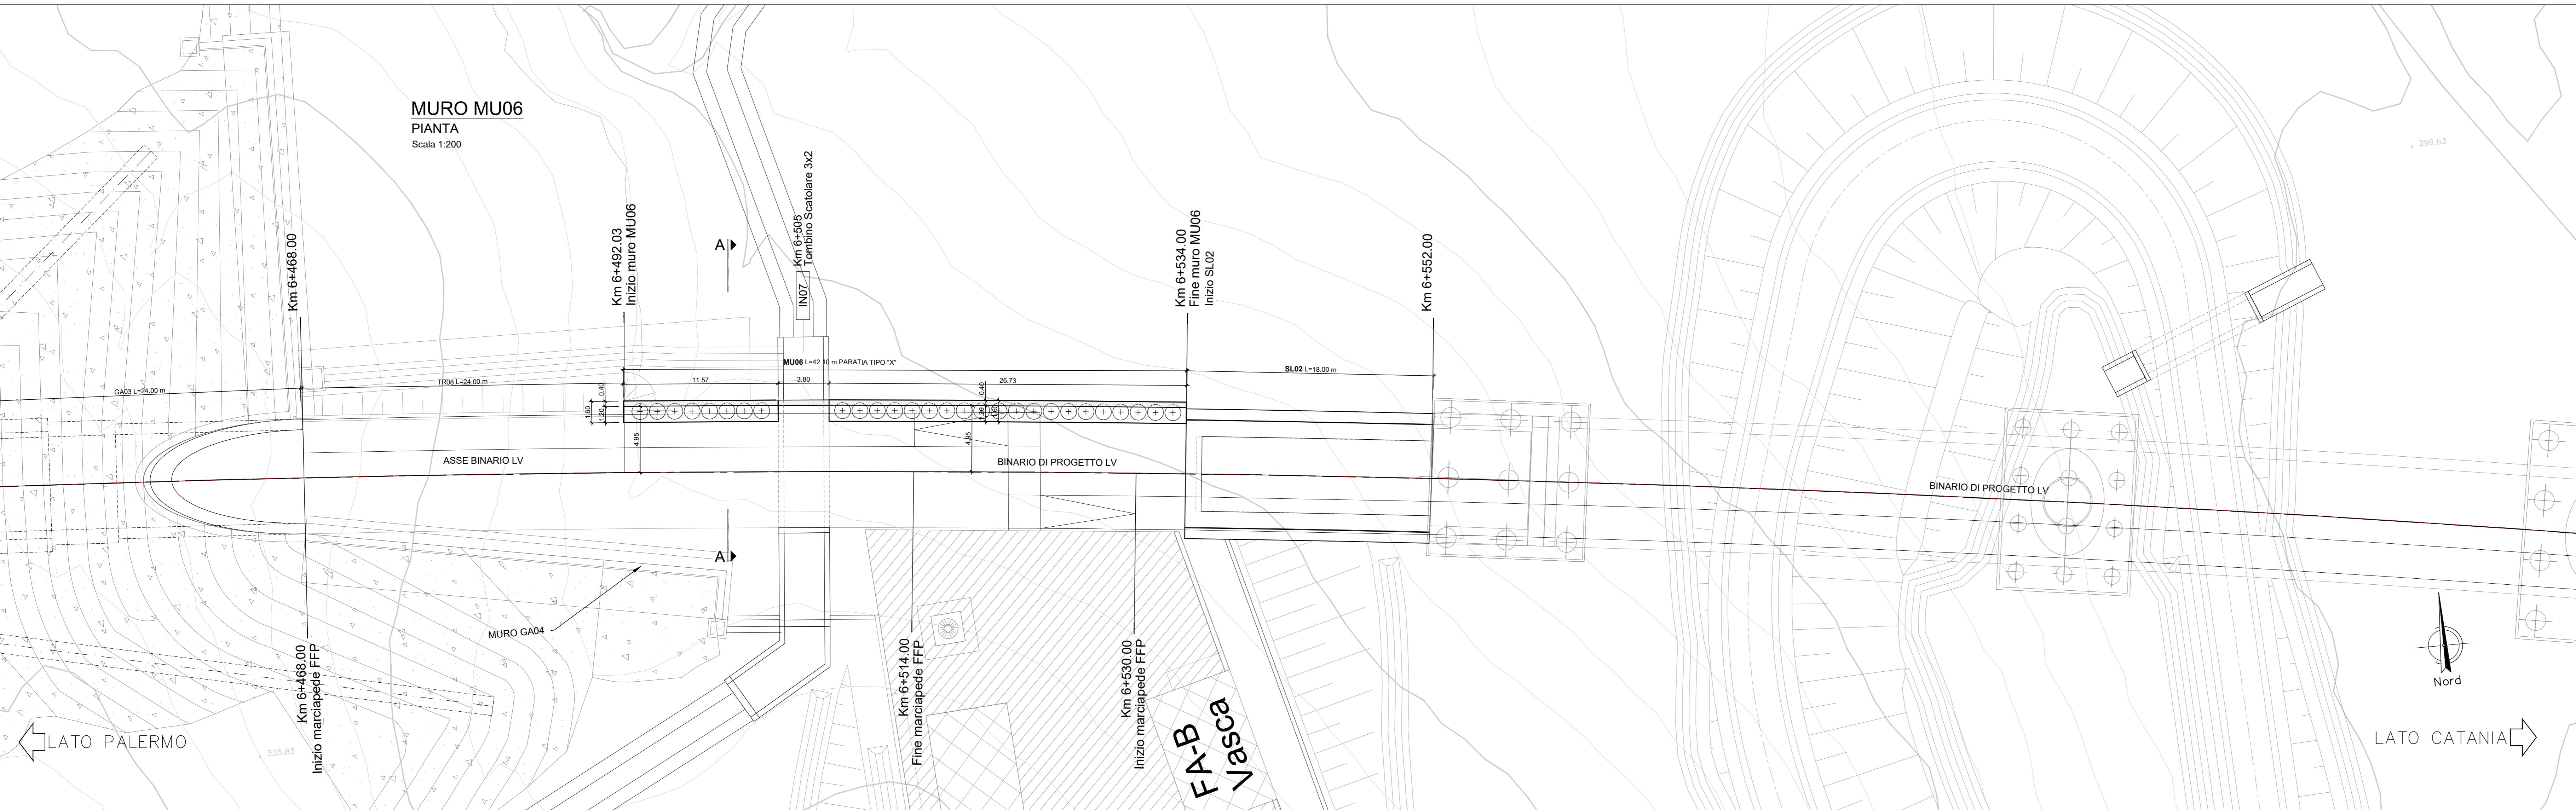 MURO MU06
PIANTA
Scala 1:200
299.63
Km 6+468.00
Km 6+492.03
Inizio muro MU06
A
Km 6+505
Tombino Scatolare 3x2
IN07
Km 6+534.00
Fine muro MU06
Inizio SL02
Km 6+552.00
MU06 L=42.10 m PARATIA TIPO "X"
SL02 L=18.00 m
GA03 L=24.00 m
TR08 L=24.00 m
11.57
3.80
26.73
0.40
1.60
1.20
0.40
1.20
1.60
4.95
4.95
ASSE BINARIO LV
BINARIO DI PROGETTO LV
BINARIO DI PROGETTO LV
A
MURO GA04
Km 6+468.00
Inizio marciapede FFP
Km 6+514.00
Fine marciapede FFP
Km 6+530.00
Inizio marciapede FFP
FA-B
Vasca
Nord
LATO PALERMO
335.83
LATO CATANIA